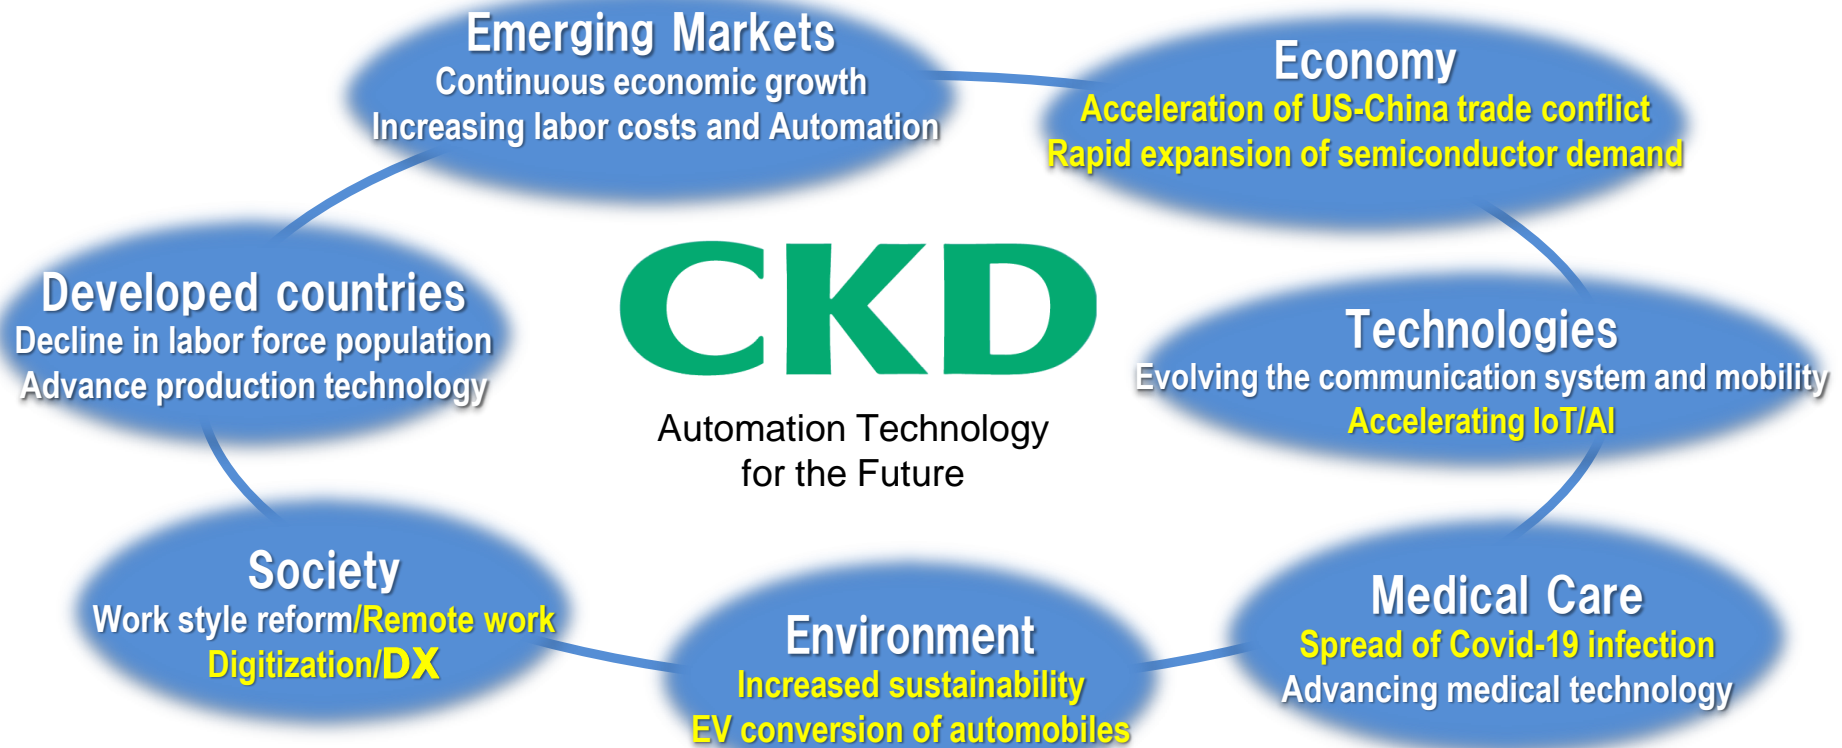 Emerging Markets
Continuous economic growth
Increasing labor costs and Automation
Economy
Acceleration of US-China trade conflict
Rapid expansion of semiconductor demand
Developed countries
Decline in labor force population
Advance production technology
CKD
Automation Technology
for the Future
Technologies
Evolving the communication system and mobility
Accelerating IoT/AI
Society
Work style reform/Remote work
Digitization/DX
Environment
Increased sustainability
EV conversion of automobiles
Medical Care
Spread of Covid-19 infection
Advancing medical technology